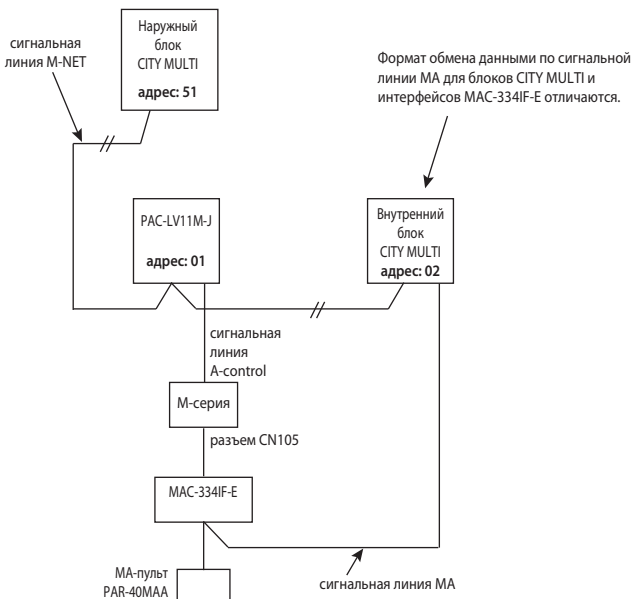 Наружный
блок
CITY MULTI
адрес: 51
сигнальная
линия M-NET
Формат обмена данными по сигнальной
линии MA для блоков CITY MULTI и
интерфейсов MAC-334IF-E отличаются.
PAC-LV11M-J
адрес: 01
Внутренний
блок
CITY MULTI
адрес: 02
сигнальная
линия
A-control
М-серия
разъем CN105
MAC-334IF-E
MA-пульт
PAR-40MAA
сигнальная линия MA